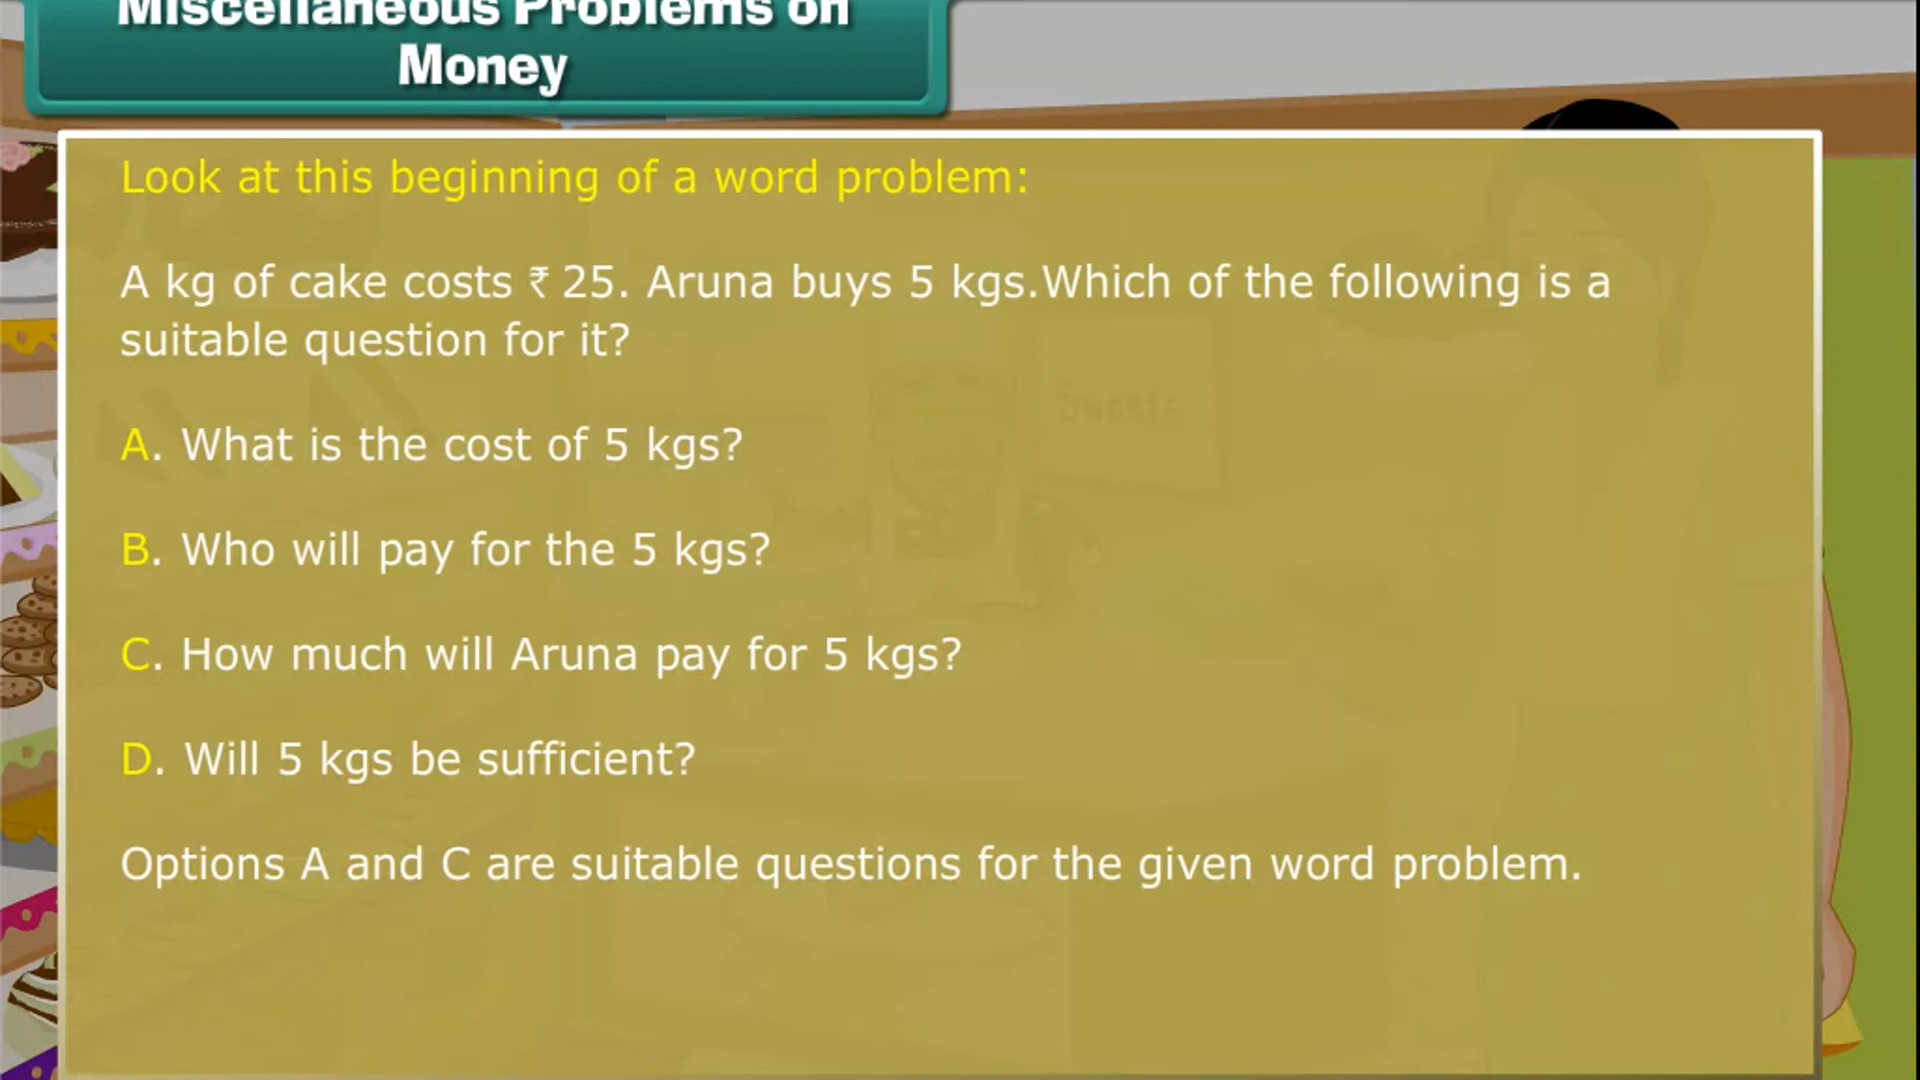 Miscellaneous Problems on
Money
Look at this beginning of a word problem:
A kg of cake costs ₹ 25. Aruna buys 5 kgs.Which of the following is a
suitable question for it?
Sweets
A. What is the cost of 5 kgs?
B. Who will pay for the 5 kgs?
C. How much will Aruna pay for 5 kgs?
D. Will 5 kgs be sufficient?
Options A and C are suitable questions for the given word problem.